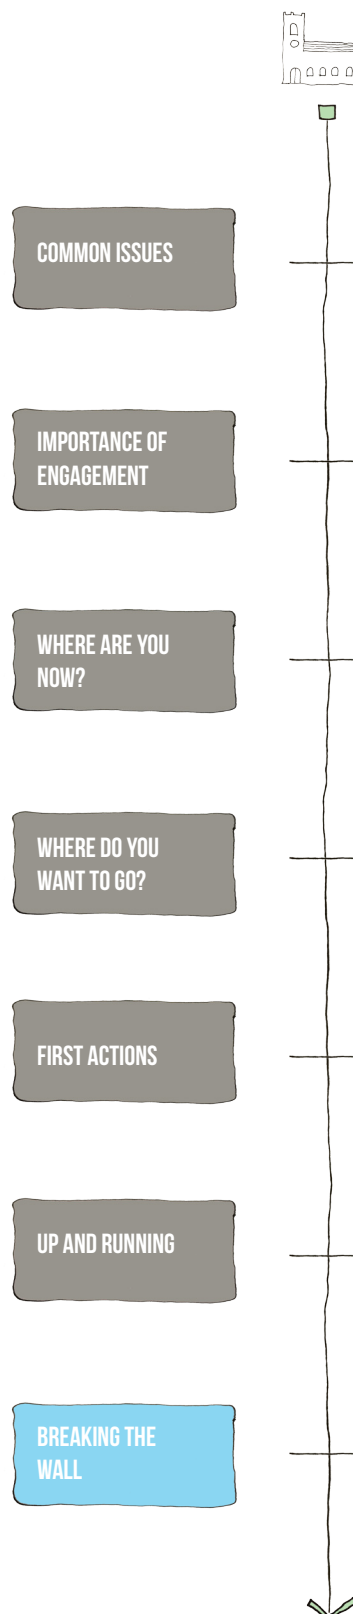 COMMON ISSUES
IMPORTANCE OF
ENGAGEMENT
WHERE ARE YOU
NOW?
WHERE DO YOU
WANT TO GO?
FIRST ACTIONS
UP AND RUNNING
BREAKING THE
WALL